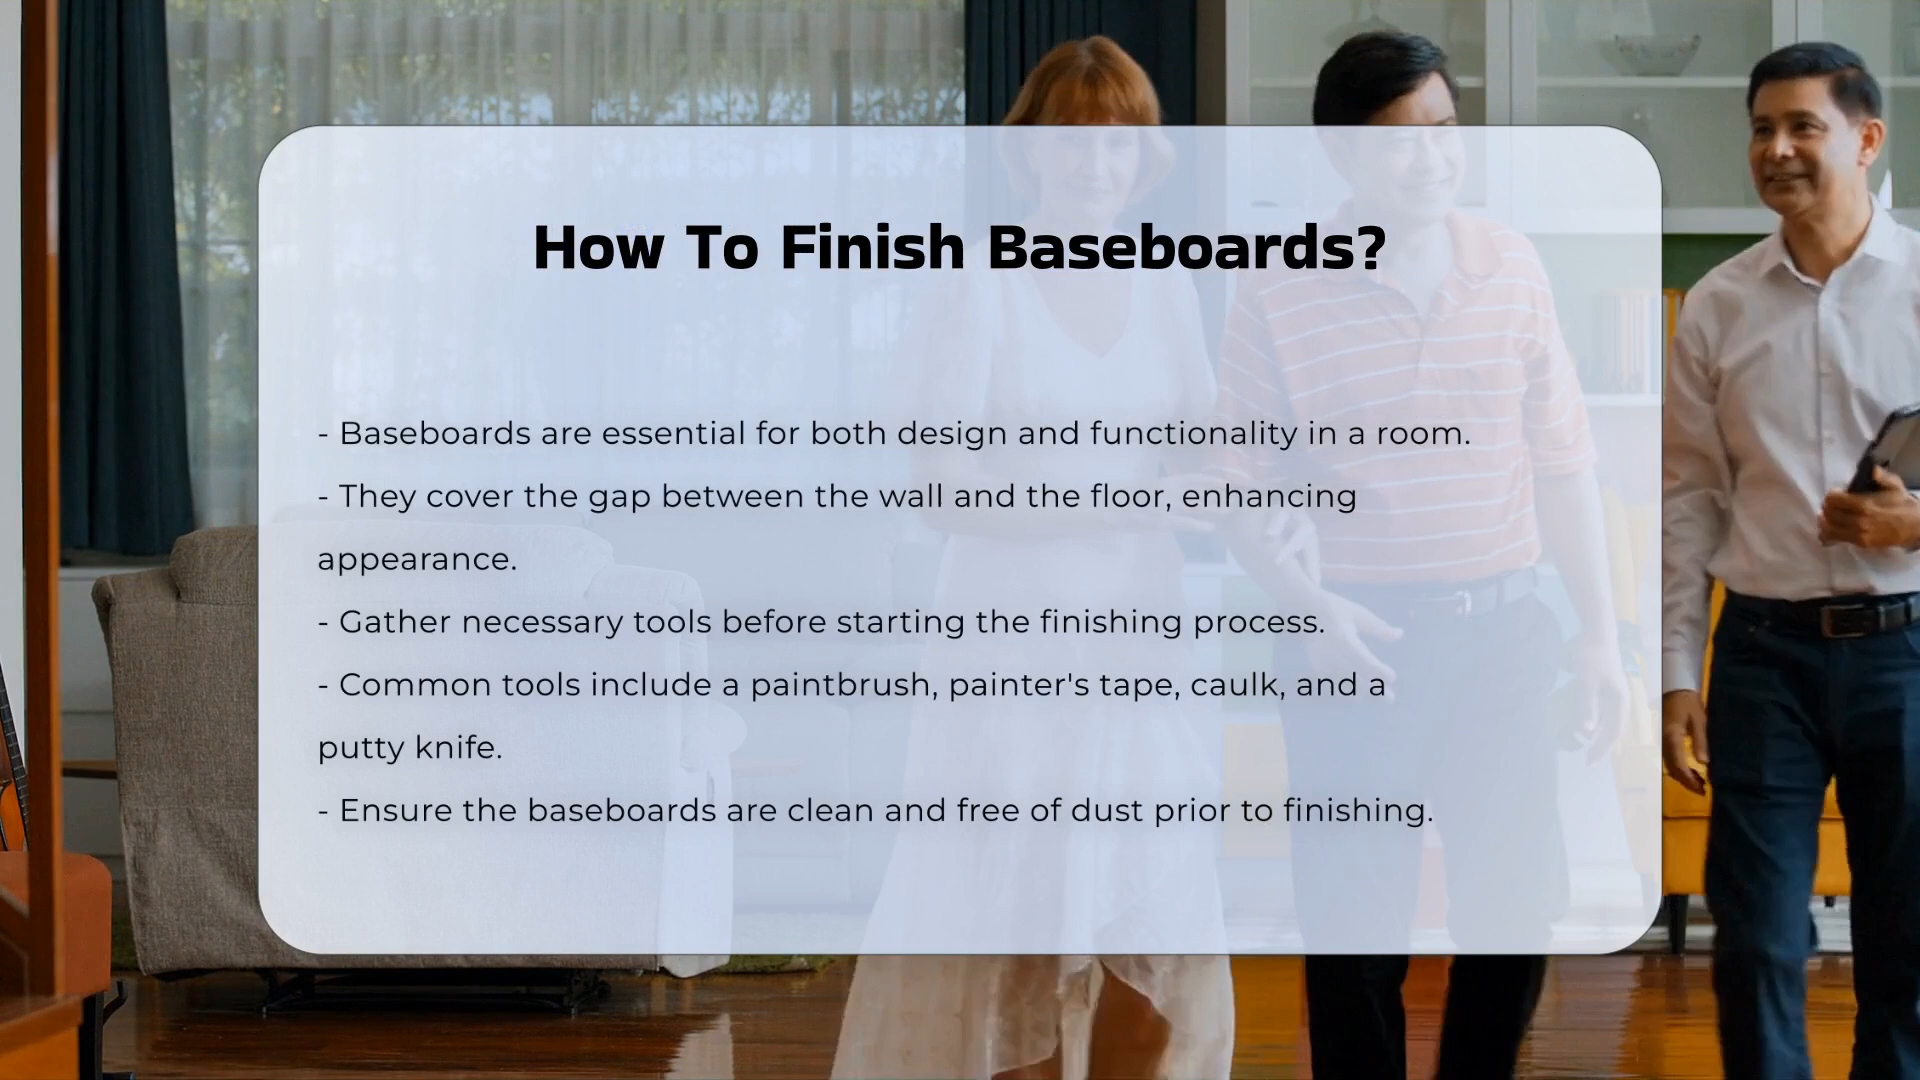 How To Finish Baseboards?
- Baseboards are essential for both design and functionality in a room.
- They cover the gap between the wall and the floor, enhancing
appearance.
- Gather necessary tools before starting the finishing process.
- Common tools include a paintbrush, painter's tape, caulk, and a
putty knife.
- Ensure the baseboards are clean and free of dust prior to finishing.